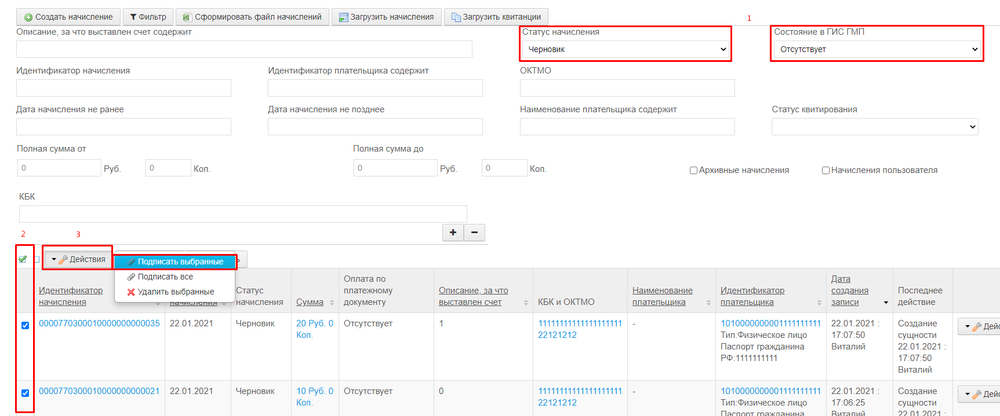 Создать начисление Фильтр Сформировать файл начислений Загрузить начисления Загрузить квитанции
1
Описание, за что выставлен счет содержит Статус начисления Состояние в ГИС ГМП
Черновик Отсутствует
Идентификатор начисления Идентификатор плательщика содержит ОКТМО
Дата начисления не ранее Дата начисления не позднее Наименование плательщика содержит Статус квитирования
Полная сумма от Полная сумма до
0 Руб. 0 Коп. 0 Руб. 0 Коп. Архивные начисления Начисления пользователя
КБК
+ −
2 3
Действия
Подписать выбранные
Подписать все
Удалить выбранные
Идентификатор
начисления
начисления
Статус
начисления
Сумма
Оплата по
платежному
документу
Описание, за что
выставлен счет
КБК и ОКТМО
Наименование
плательщика
Идентификатор
плательщика
Дата
создания
записи
Последнее
действие
0000770300010000000000035
22.01.2021
Черновик
20 Руб. 0
Коп.
Отсутствует
1
11111111111111111111
22121212
-
1010000000001111111111
Тип:Физическое лицо
Паспорт гражданина
РФ:1111111111
22.01.2021 :
17:07:50
Виталий
Создание
сущности
22.01.2021 :
17:07:50
Виталий
Дей
0000770300010000000000021
22.01.2021
Черновик
10 Руб. 0
Коп.
Отсутствует
0
11111111111111111111
22121212
-
1010000000001111111111
Тип:Физическое лицо
Паспорт гражданина
22.01.2021 :
17:06:25
Виталий
Создание
сущности
22.01.2021 :
Дей